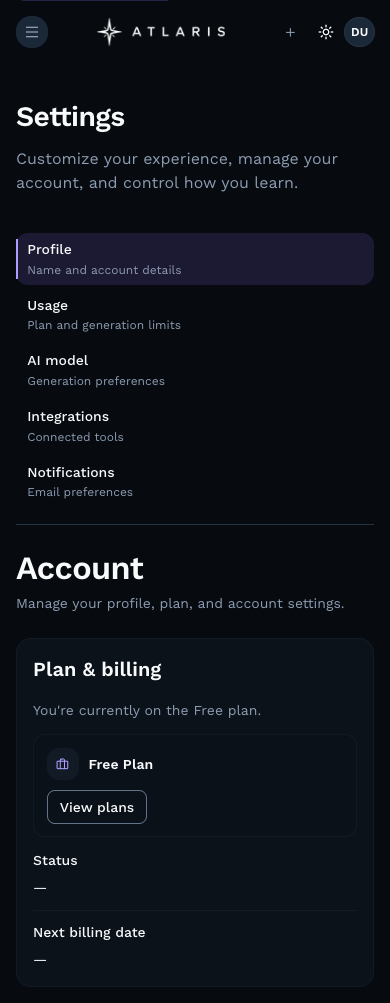 ATLARIS
+
DU
Settings
Customize your experience, manage your
account, and control how you learn.
Profile
Name and account details
Usage
Plan and generation limits
AI model
Generation preferences
Integrations
Connected tools
Notifications
Email preferences
Account
Manage your profile, plan, and account settings.
Plan & billing
You're currently on the Free plan.
Free Plan
View plans
Status
—
Next billing date
—